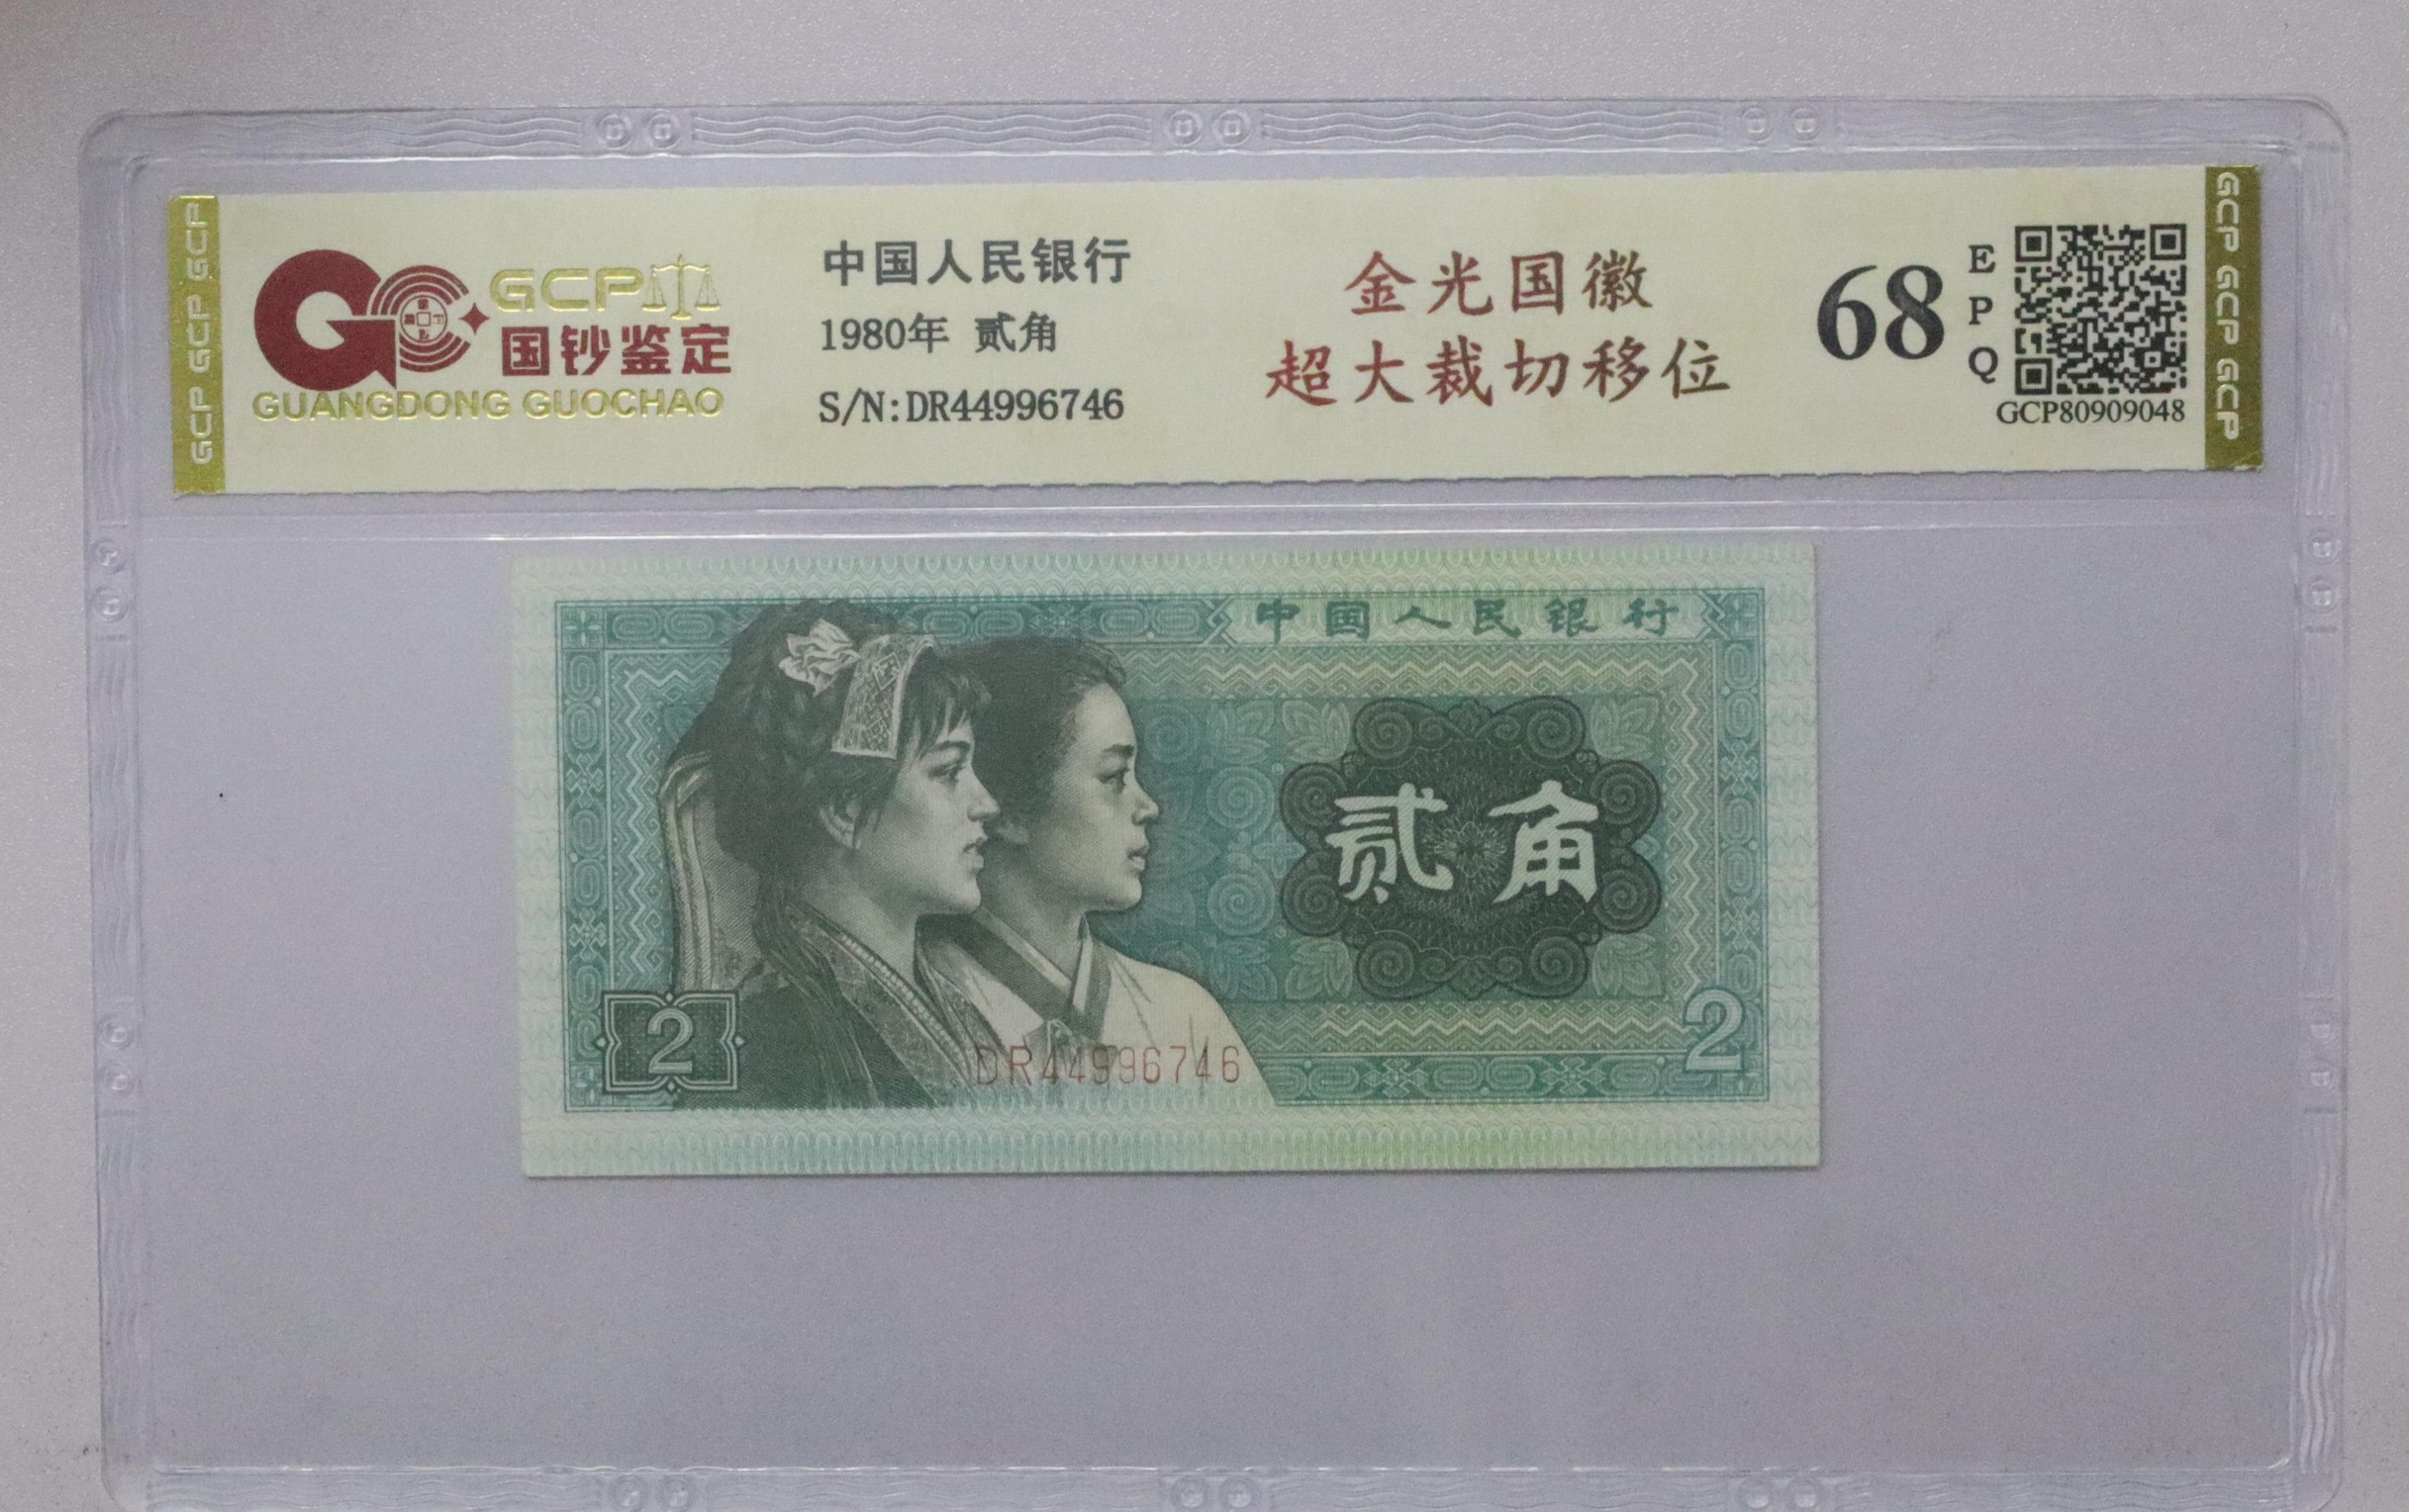 GCP GCP GCP
GCP
国钞鉴定
GUANGDONG GUOCHAO
中国人民银行
1980年 贰角
S/N:DR44996746
金光国徽
超大裁切移位
68
EPQ
GCP80909048
GCP GCP GCP
中国人民银行
贰角
2
2
DR44996746